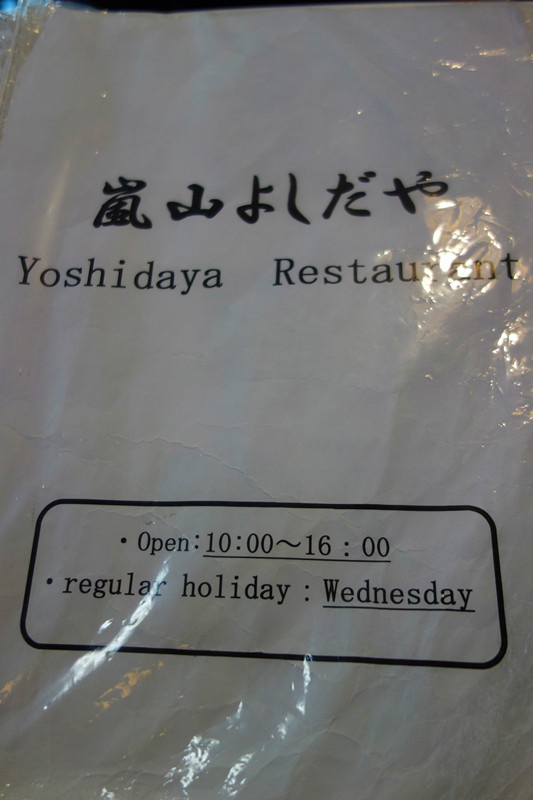 嵐山よしだや
Yoshidaya Restaurant
・Open:10:00～16：00
・regular holiday：Wednesday